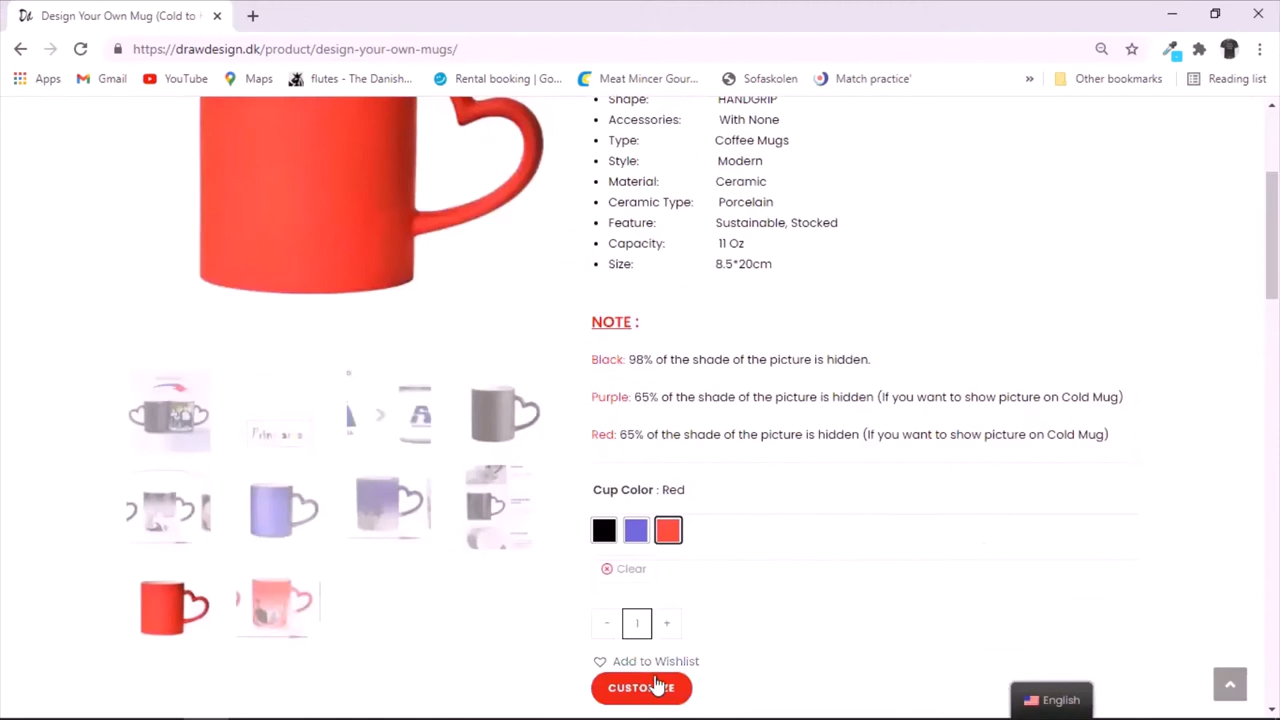 Design Your Own Mug (Cold to
https://drawdesign.dk/product/design-your-own-mugs/
Apps
Gmail
YouTube
Maps
flutes - The Danish...
Rental booking | Go...
Meat Mincer Gour...
Sofaskolen
Match practice'
»
Other bookmarks
Reading list
Shape: HANDGRIP
Accessories: With None
Type: Coffee Mugs
Style: Modern
Material: Ceramic
Ceramic Type: Porcelain
Feature: Sustainable, Stocked
Capacity: 11 Oz
Size: 8.5*20cm
NOTE :
Black: 98% of the shade of the picture is hidden.
Purple: 65% of the shade of the picture is hidden (If you want to show picture on Cold Mug)
Red: 65% of the shade of the picture is hidden (If you want to show picture on Cold Mug)
Cup Color : Red
Clear
- 1 +
Add to Wishlist
CUSTOMIZE
English